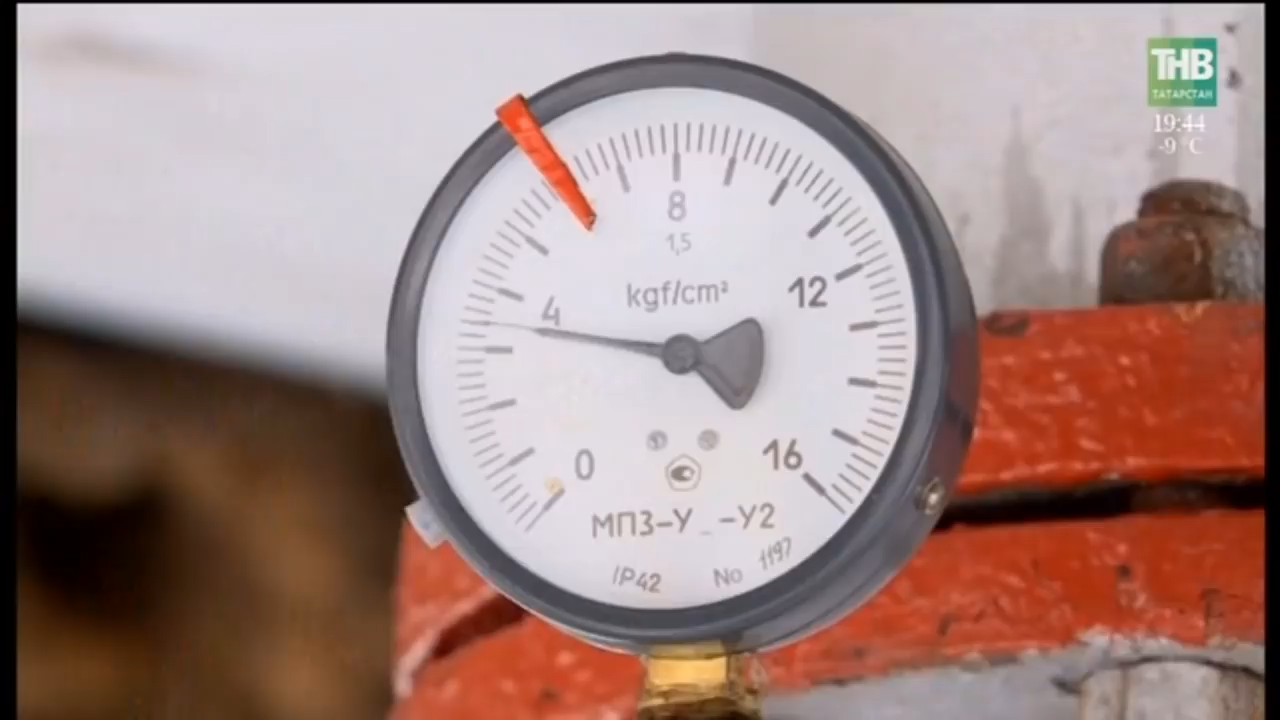 ТНВ
ТАТАРСТАН
19:44
-9 °C
8
1,5
kgf/cm²
4
12
0
16
МПЗ-У _ -У2
IP42
No 1197